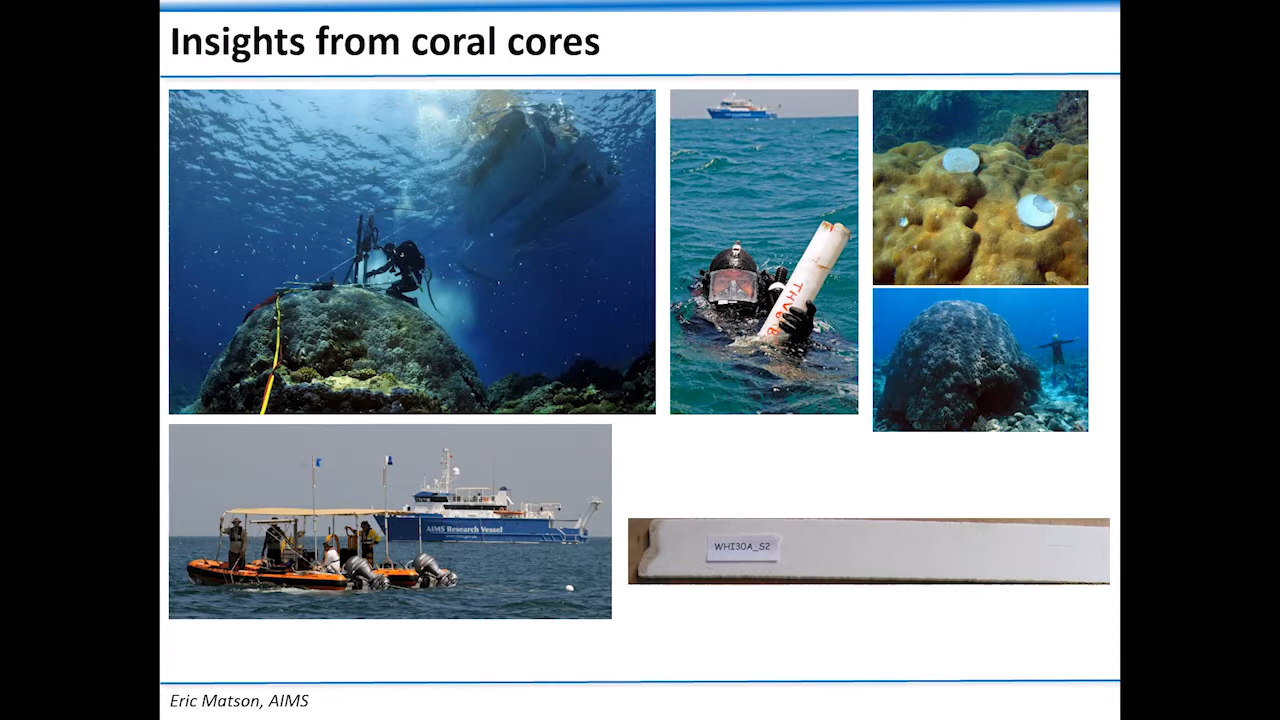 Insights from coral cores
AIMS Research Vessel
WHI30A_S2
Eric Matson, AIMS